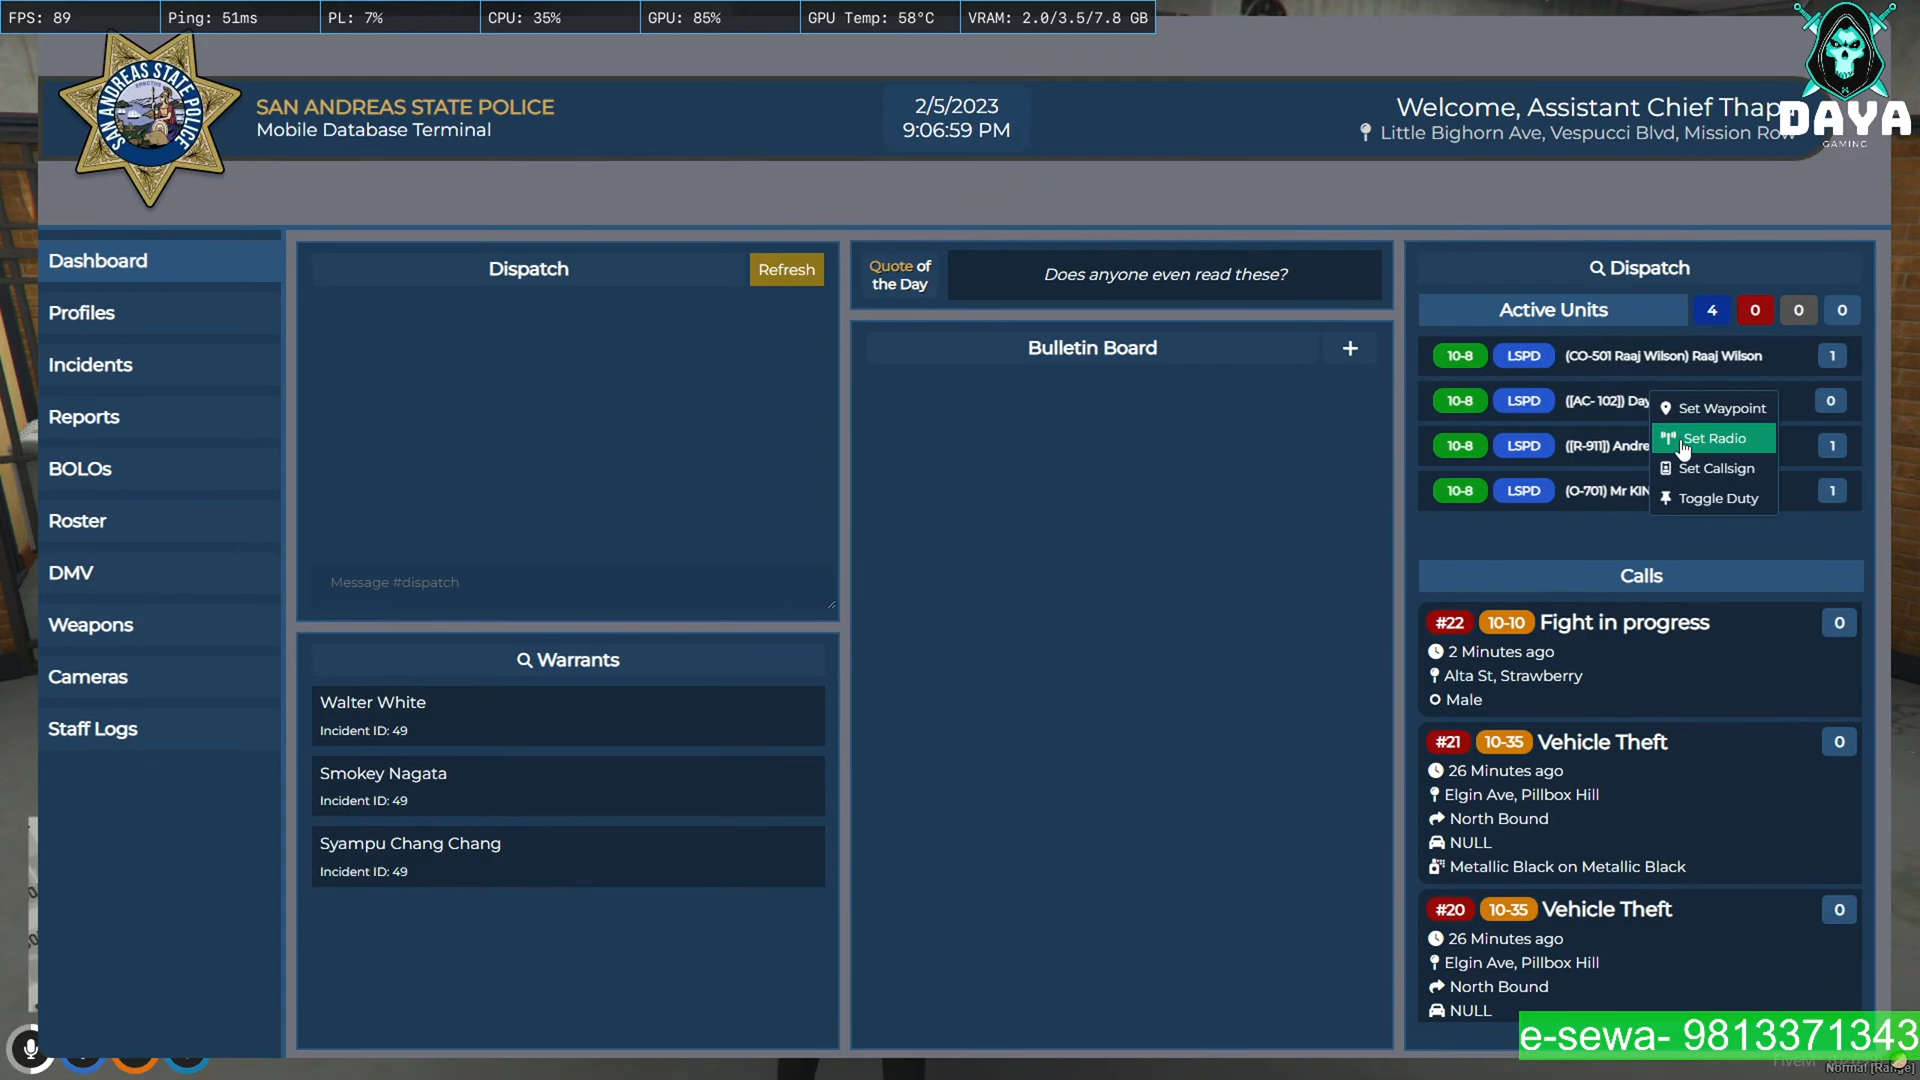 FPS: 89
Ping: 51ms
PL: 7%
CPU: 35%
GPU: 85%
GPU Temp: 58°C
VRAM: 2.0/3.5/7.8 GB
SAN ANDREAS STATE POLICE
SAN ANDREAS STATE POLICE
Mobile Database Terminal
2/5/2023
9:06:59 PM
Welcome, Assistant Chief Thap
Little Bighorn Ave, Vespucci Blvd, Mission Row
DAYA
GAMING
Dashboard
Profiles
Incidents
Reports
BOLOs
Roster
DMV
Weapons
Cameras
Staff Logs
Dispatch
Refresh
Message #dispatch
Warrants
Walter White
Incident ID: 49
Smokey Nagata
Incident ID: 49
Syampu Chang Chang
Incident ID: 49
Quote of
the Day
Does anyone even read these?
Bulletin Board
+
Dispatch
Active Units
4
0
0
0
10-8 LSPD (CO-501 Raaj Wilson) Raaj Wilson 1
10-8 LSPD ([AC- 102]) Day 0
10-8 LSPD ([R-911]) Andre 1
10-8 LSPD (O-701) Mr KIN 1
Set Waypoint
Set Radio
Set Callsign
Toggle Duty
Calls
#22 10-10 Fight in progress 0
2 Minutes ago
Alta St, Strawberry
Male
#21 10-35 Vehicle Theft 0
26 Minutes ago
Elgin Ave, Pillbox Hill
North Bound
NULL
Metallic Black on Metallic Black
#20 10-35 Vehicle Theft 0
26 Minutes ago
Elgin Ave, Pillbox Hill
North Bound
NULL
e-sewa- 9813371343
Normal [Range]